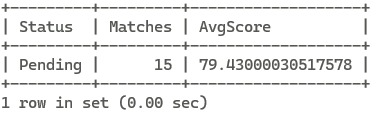 +---------+---------+-------------------+
| Status  | Matches | AvgScore          |
+---------+---------+-------------------+
| Pending |      15 | 79.43000030517578 |
+---------+---------+-------------------+
1 row in set (0.00 sec)